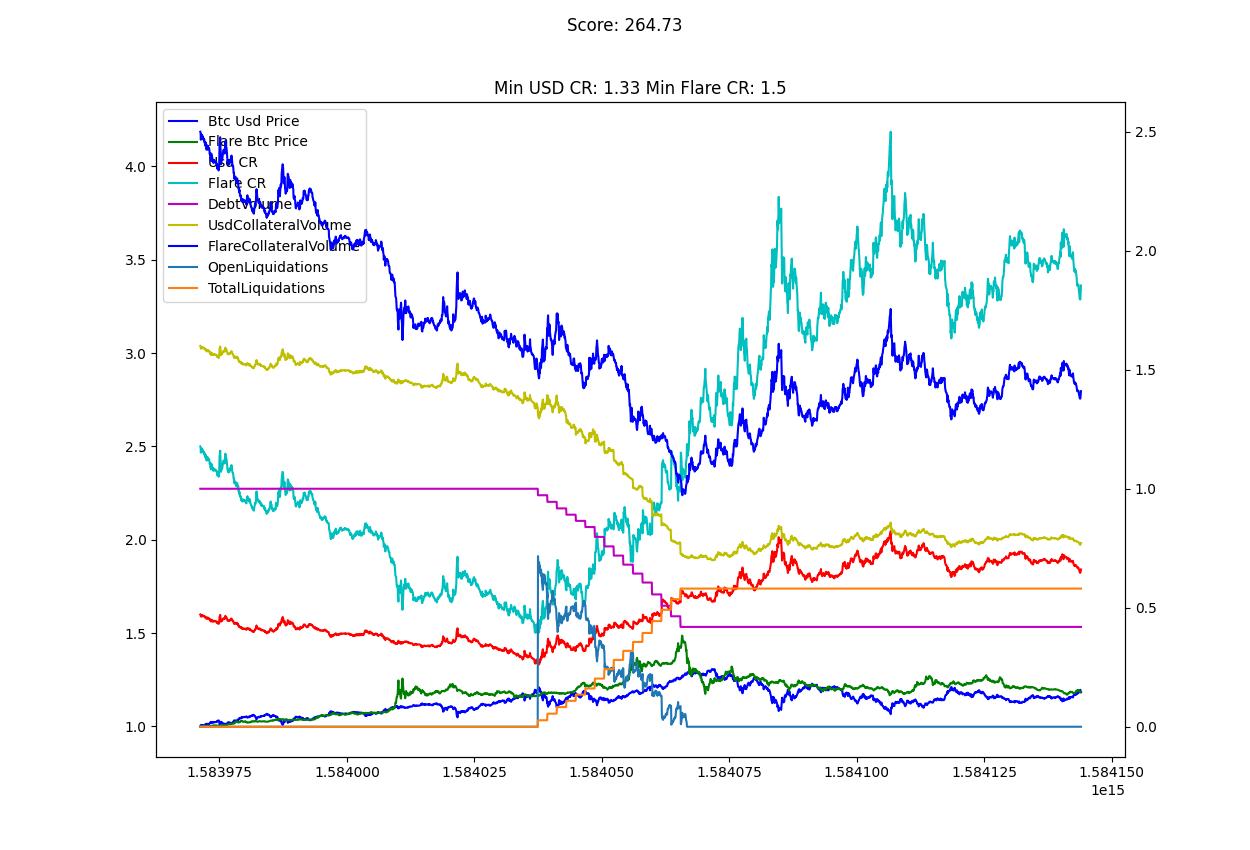 Score: 264.73
Min USD CR: 1.33 Min Flare CR: 1.5
Btc Usd Price
Flare Btc Price
Usd CR
Flare CR
DebtVolume
UsdCollateralVolume
FlareCollateralVolume
OpenLiquidations
TotalLiquidations
4.0
3.5
3.0
2.5
2.0
1.5
1.0
2.5
2.0
1.5
1.0
0.5
0.0
1.583975 1.584000 1.584025 1.584050 1.584075 1.584100 1.584125 1.584150
1e15